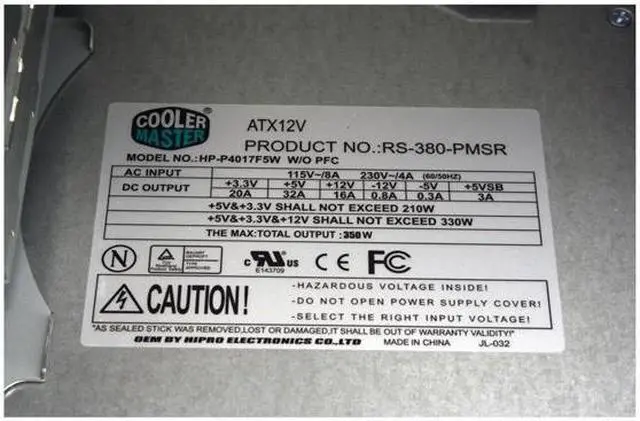 COOLER
MASTER
ATX12V
PRODUCT NO.:RS-380-PMSR
MODEL NO.:HP-P4017F5W W/O PFC
AC INPUT 115V~/8A 230V~/4A (60/50HZ)
DC OUTPUT +3.3V +5V +12V -12V -5V +5VSB
20A 32A 16A 0.8A 0.3A 3A
+5V&+3.3V SHALL NOT EXCEED 210W
+5V&+3.3V&+12V SHALL NOT EXCEED 330W
THE MAX:TOTAL OUTPUT :350W
N
c RU us
E143709
CE FC
CAUTION!
-HAZARDOUS VOLTAGE INSIDE!
-DO NOT OPEN POWER SUPPLY COVER!
-SELECT THE RIGHT INPUT VOLTAGE!
"AS SEALED STICK WAS REMOVED,LOST OR DAMAGED,IT SHALL BE OUT OF WARRANTY VALIDITY!"
OEM BY HIPRO ELECTRONICS CO.,LTD MADE IN CHINA JL-032